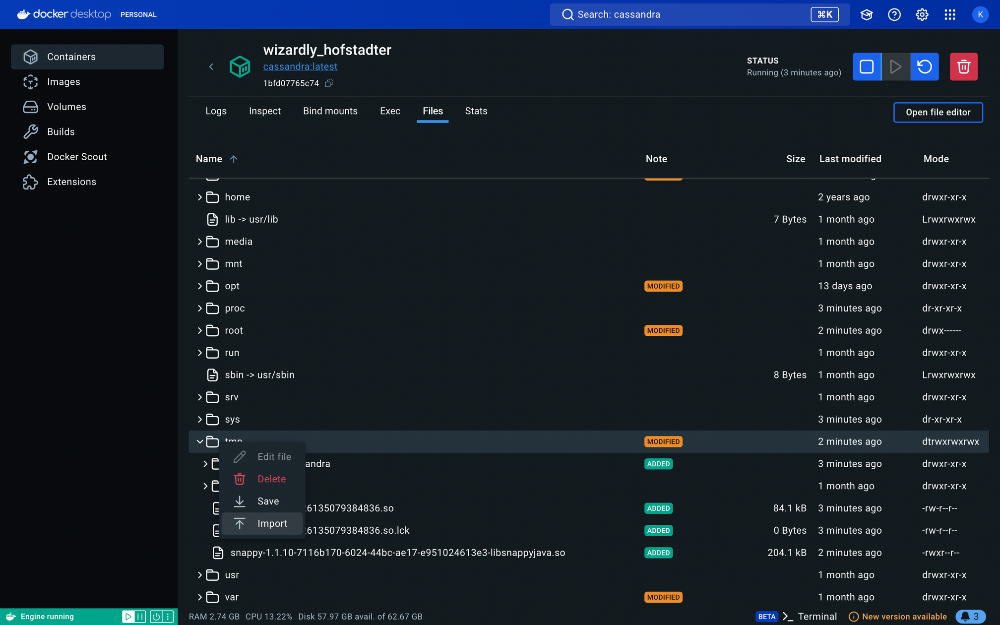 docker desktop PERSONAL
Search: cassandra ⌘K
K
Containers
Images
Volumes
Builds
Docker Scout
Extensions
wizardly_hofstadter
cassandra:latest
1bfd07765c74
STATUS
Running (3 minutes ago)
Logs Inspect Bind mounts Exec Files Stats
Open file editor
Name Note Size Last modified Mode
home 2 years ago drwxr-xr-x
lib -> usr/lib 7 Bytes 1 month ago Lrwxrwxrwx
media 1 month ago drwxr-xr-x
mnt 1 month ago drwxr-xr-x
opt MODIFIED 13 days ago drwxr-xr-x
proc 3 minutes ago dr-xr-xr-x
root MODIFIED 2 minutes ago drwx------
run 1 month ago drwxr-xr-x
sbin -> usr/sbin 8 Bytes 1 month ago Lrwxrwxrwx
srv 1 month ago drwxr-xr-x
sys 3 minutes ago dr-xr-xr-x
tmp MODIFIED 2 minutes ago dtrwxrwxrwx
Edit file
andra ADDED 3 minutes ago drwxr-xr-x
Delete
1 month ago drwxr-xr-x
Save
26135079384836.so ADDED 84.1 kB 3 minutes ago -rw-r--r--
Import
26135079384836.so.lck ADDED 0 Bytes 3 minutes ago -rw-r--r--
snappy-1.1.10-7116b170-6024-44bc-ae17-e951024613e3-libsnappyjava.so ADDED 204.1 kB 2 minutes ago -rwxr--r--
usr 1 month ago drwxr-xr-x
var MODIFIED 1 month ago drwxr-xr-x
Engine running
RAM 2.74 GB CPU 13.22% Disk 57.97 GB avail. of 62.67 GB
BETA >_ Terminal
New version available
3